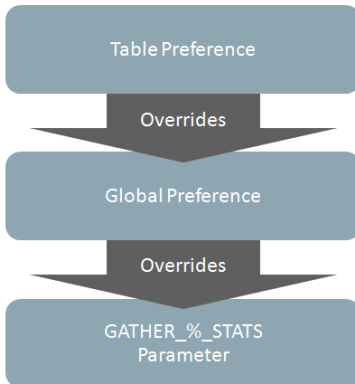 Table Preference
Overrides
Global Preference
Overrides
GATHER_%_STATS
Parameter